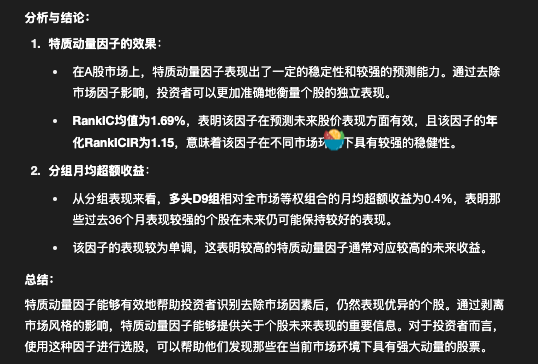 分析与结论：
1. 特质动量因子的效果：
• 在A股市场上，特质动量因子表现出了一定的稳定性和较强的预测能力。通过去除
市场因子影响，投资者可以更加准确地衡量个股的独立表现。
• RankIC均值为1.69%，表明该因子在预测未来股价表现方面有效，且该因子的年
化RankICIR为1.15，意味着该因子在不同市场环下具有较强的稳健性。
2. 分组月均超额收益：
• 从分组表现来看，多头D9组相对全市场等权组合的月均超额收益为0.4%，表明那
些过去36个月表现较强的个股在未来仍可能保持较好的表现。
• 该因子的表现较为单调，这表明较高的特质动量因子通常对应较高的未来收益。
总结：
特质动量因子能够有效地帮助投资者识别去除市场因素后，仍然表现优异的个股。通过剥离
市场风格的影响，特质动量因子能够提供关于个股未来表现的重要信息。对于投资者而言，
使用这种因子进行选股，可以帮助他们发现那些在当前市场环境下具有强大动量的股票。